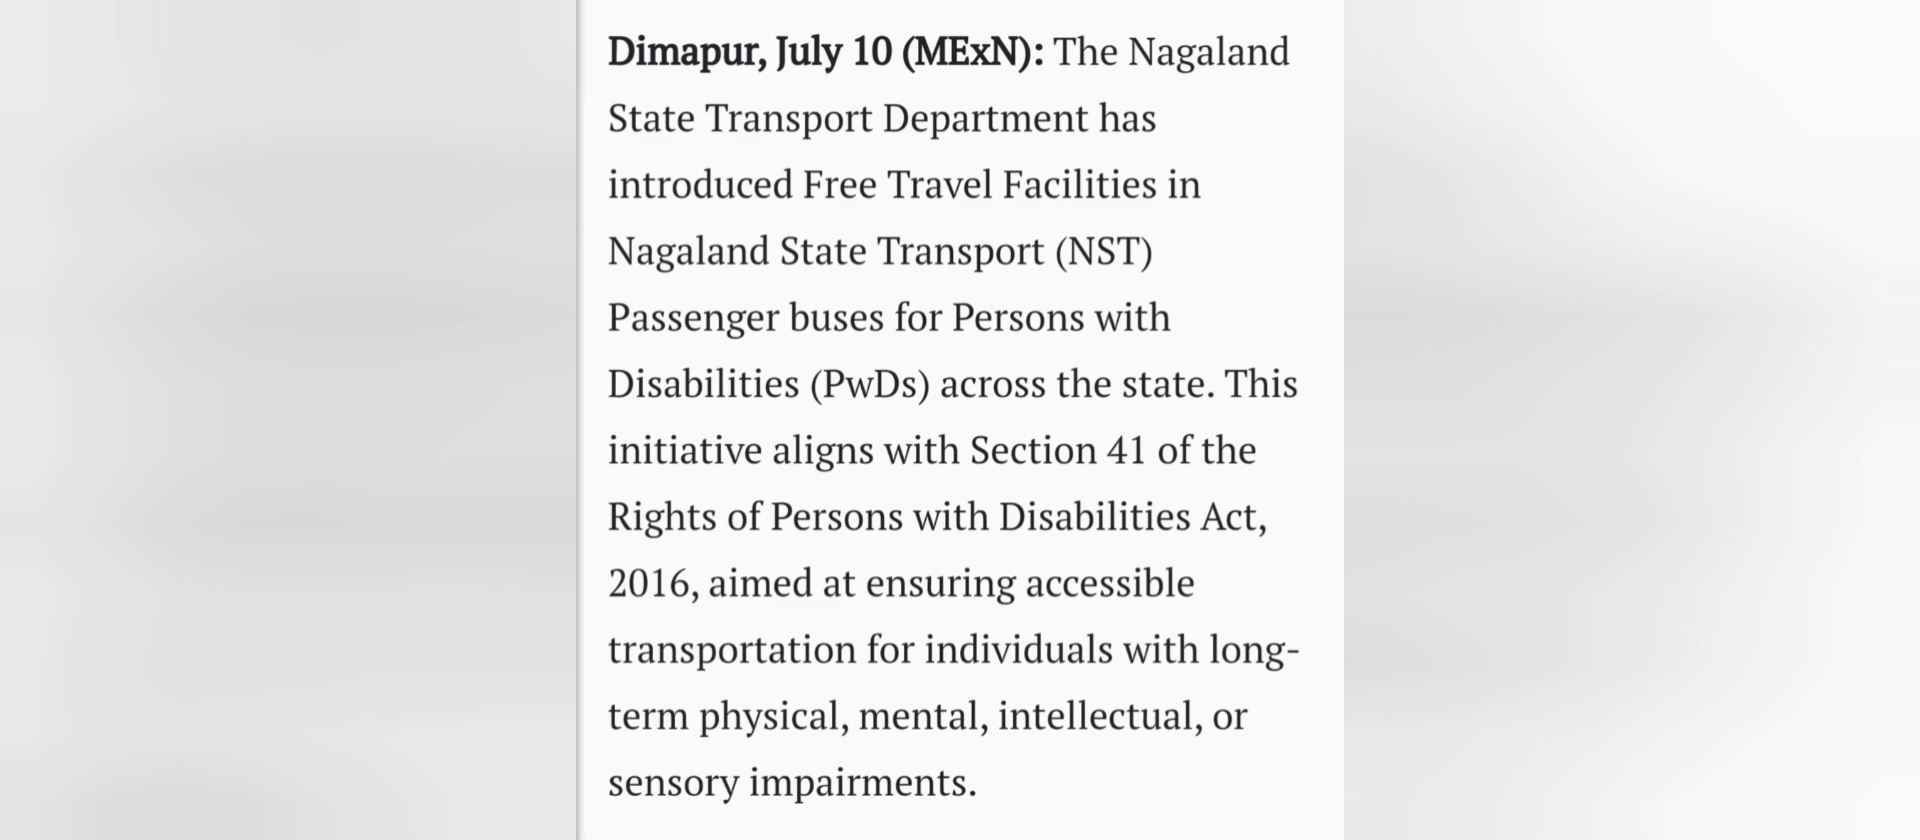 Dimapur, July 10 (MExN): The Nagaland
State Transport Department has
introduced Free Travel Facilities in
Nagaland State Transport (NST)
Passenger buses for Persons with
Disabilities (PwDs) across the state. This
initiative aligns with Section 41 of the
Rights of Persons with Disabilities Act,
2016, aimed at ensuring accessible
transportation for individuals with long-
term physical, mental, intellectual, or
sensory impairments.